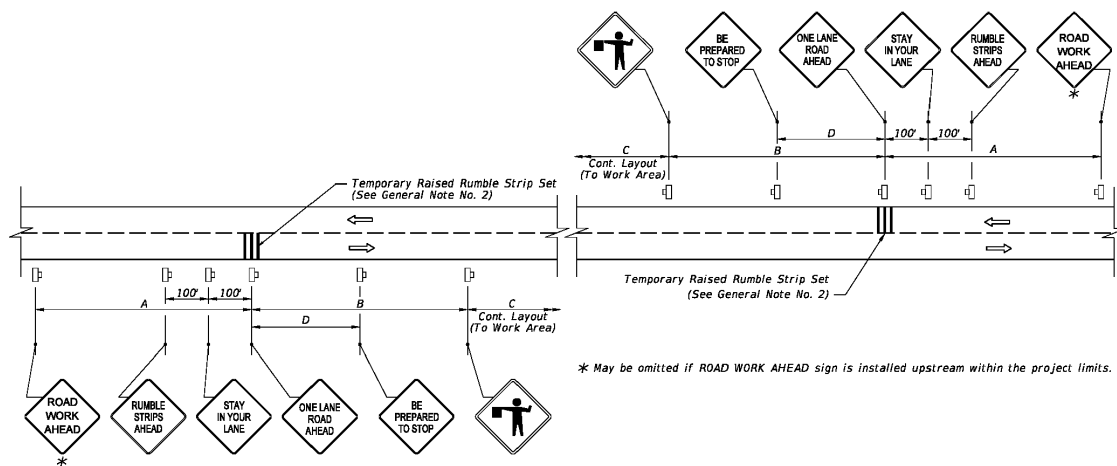 BE
PREPARED
TO STOP
ONE LANE
ROAD
AHEAD
STAY
IN YOUR
LANE
RUMBLE
STRIPS
AHEAD
ROAD
WORK
AHEAD
*
D
100'
100'
C
B
A
Cont. Layout
(To Work Area)
Temporary Raised Rumble Strip Set
(See General Note No. 2)
Temporary Raised Rumble Strip Set
(See General Note No. 2)
100'
100'
A
B
C
Cont. Layout
(To Work Area)
D
* May be omitted if ROAD WORK AHEAD sign is installed upstream within the project limits.
ROAD
WORK
AHEAD
*
RUMBLE
STRIPS
AHEAD
STAY
IN YOUR
LANE
ONE LANE
ROAD
AHEAD
BE
PREPARED
TO STOP